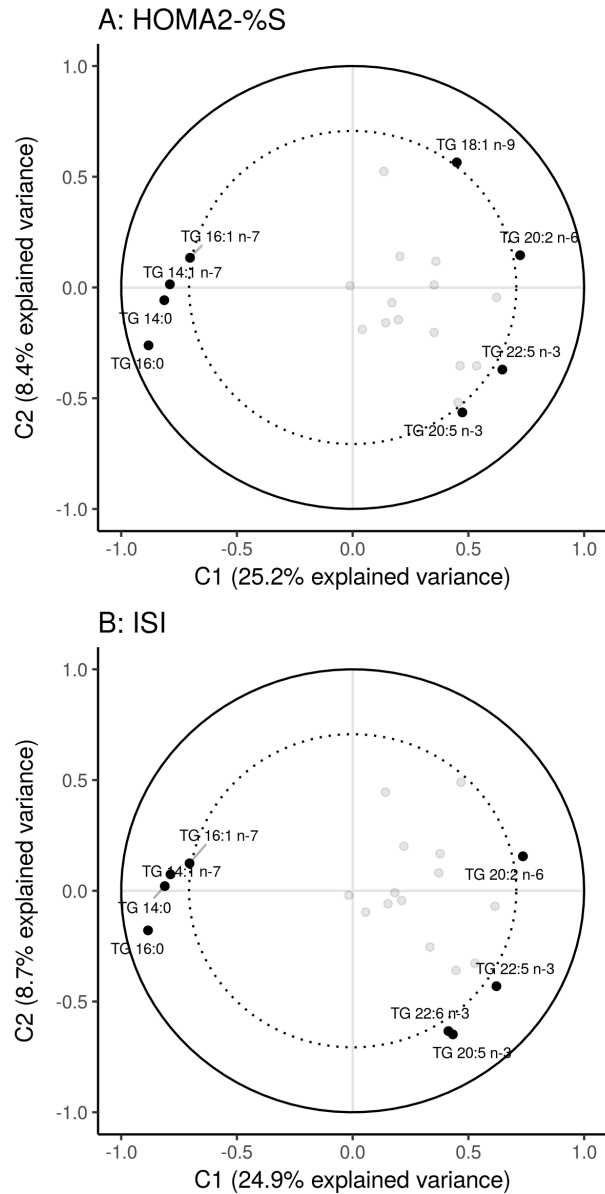 A: HOMA2-%S
1.0
TG 18:1 n-9
0.5
TG 16:1 n-7
TG 20:2 n-6
TG 14:1 n-7
0.0
TG 14:0
TG 22:5 n-3
TG 16:0
-0.5
TG 20:5 n-3
-1.0
C2 (8.4% explained variance)
-1.0 -0.5 0.0 0.5 1.0
C1 (25.2% explained variance)
B: ISI
1.0
0.5
TG 16:1 n-7
TG 14:1 n-7
TG 20:2 n-6
0.0
TG 14:0
TG 16:0
TG 22:5 n-3
-0.5
TG 22:6 n-3
TG 20:5 n-3
-1.0
C2 (8.7% explained variance)
-1.0 -0.5 0.0 0.5 1.0
C1 (24.9% explained variance)